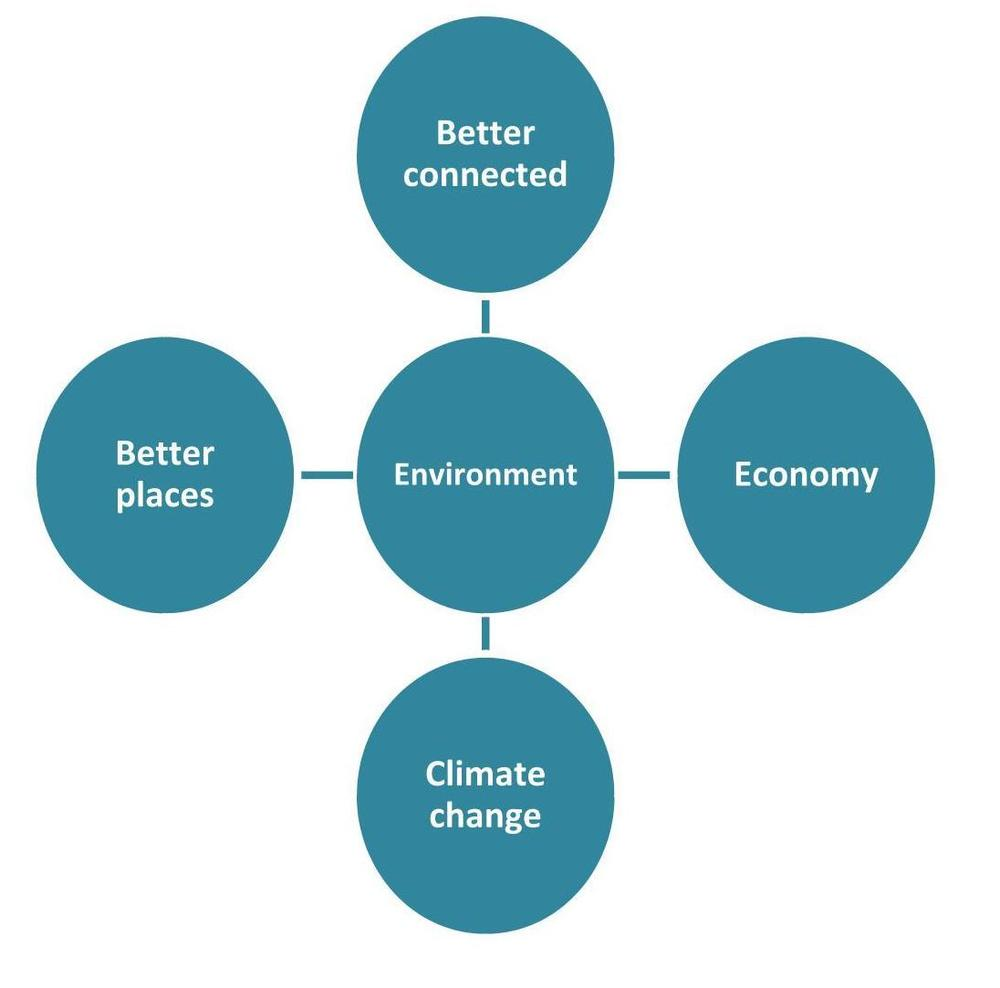 Better
connected
Better
places
Environment
Economy
Climate
change